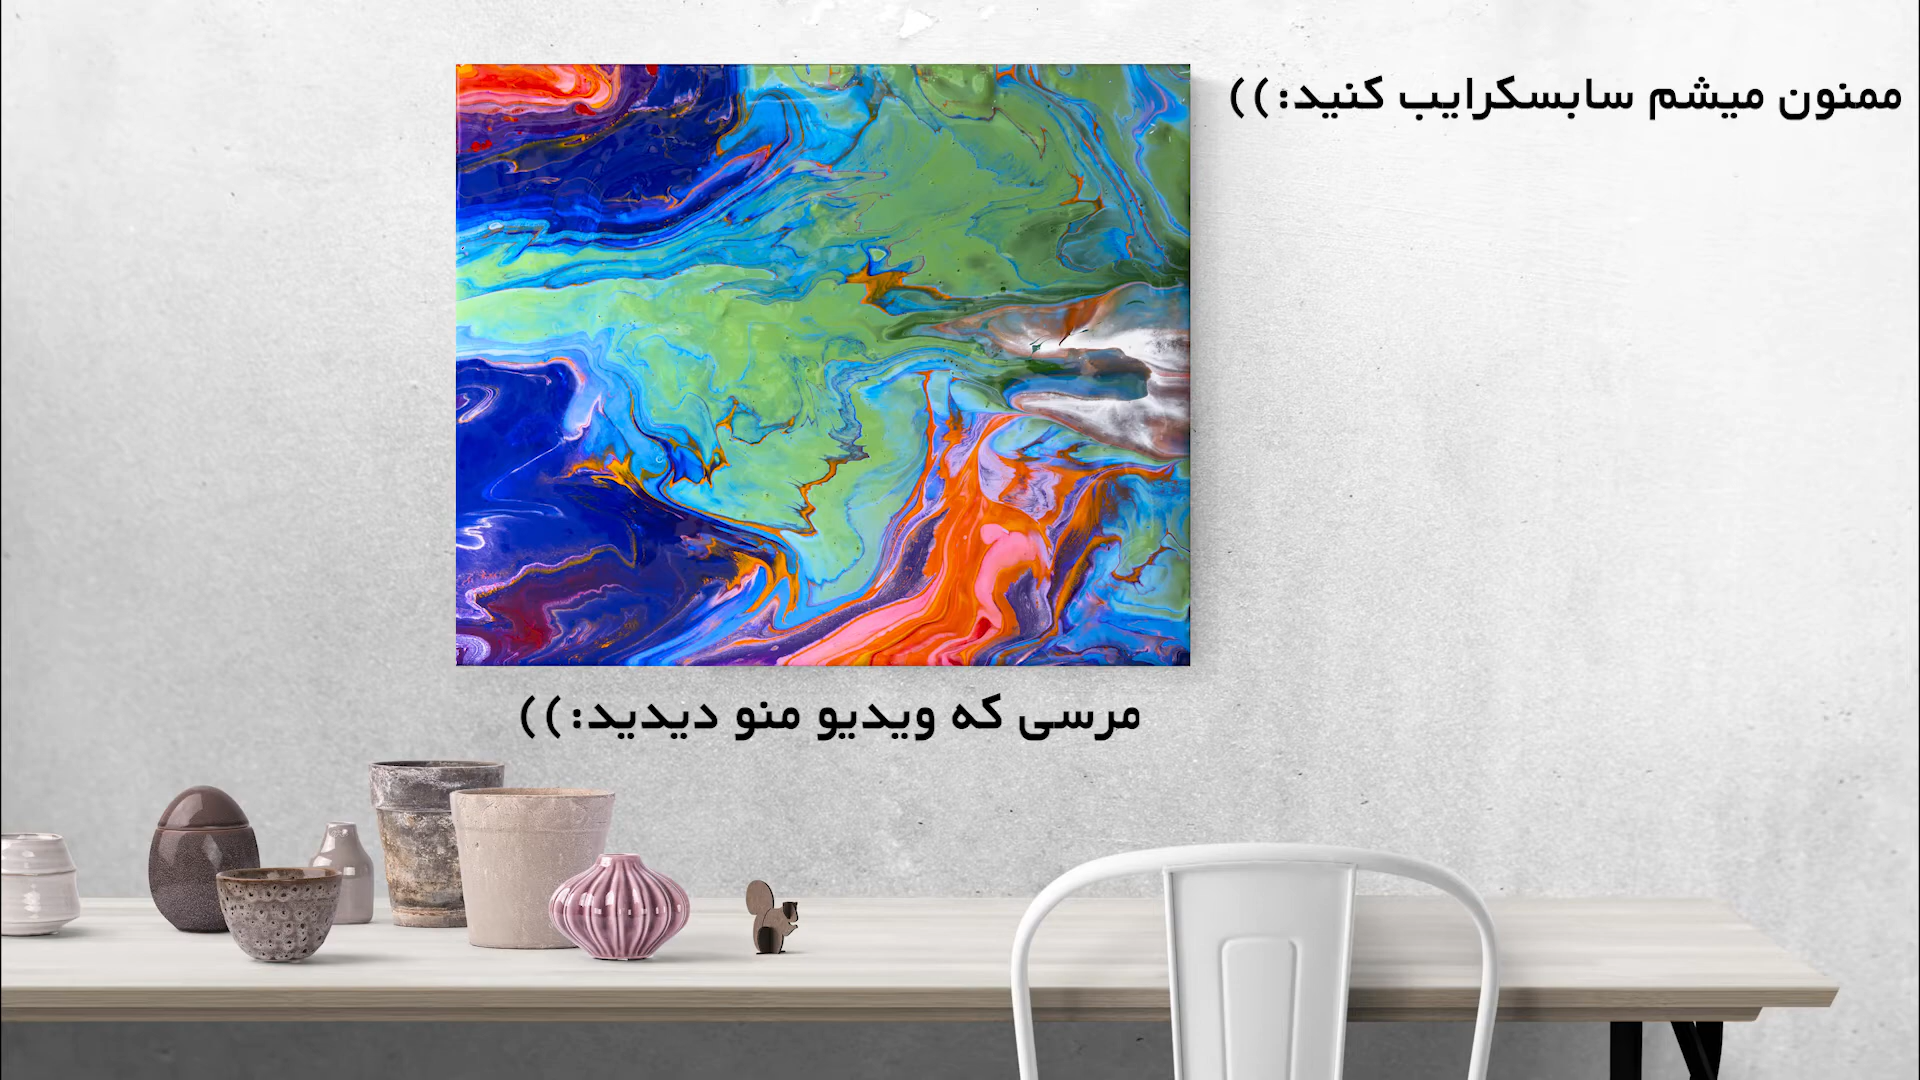 ممنون میشم سابسکرایب کنید:))
مرسی که ویدیو منو دیدید:))